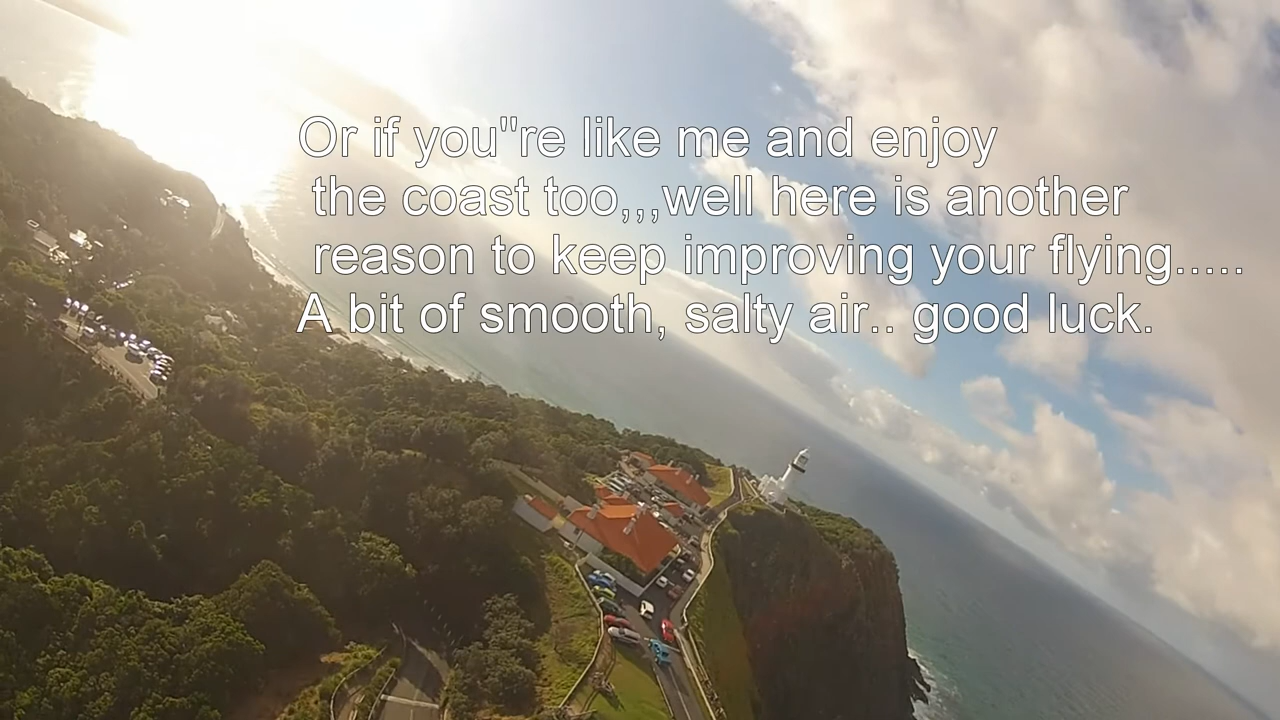 Or if you"re like me and enjoy
the coast too,,,well here is another
reason to keep improving your flying.....
A bit of smooth, salty air.. good luck.